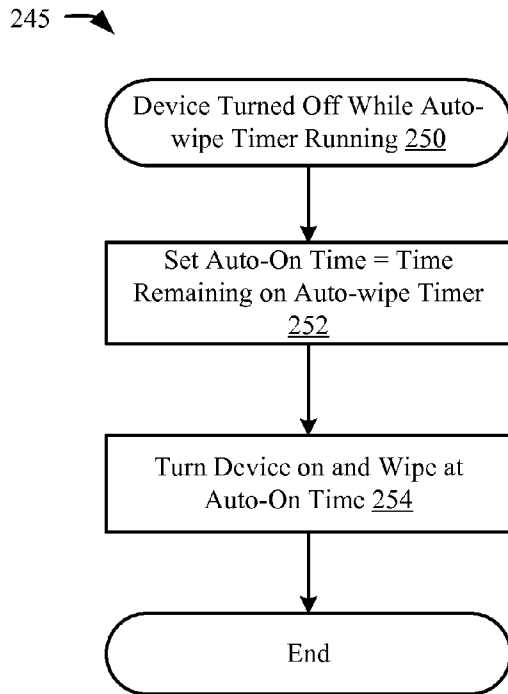 245
Device Turned Off While Auto-
wipe Timer Running 250
Set Auto-On Time = Time
Remaining on Auto-wipe Timer
252
Turn Device on and Wipe at
Auto-On Time 254
End